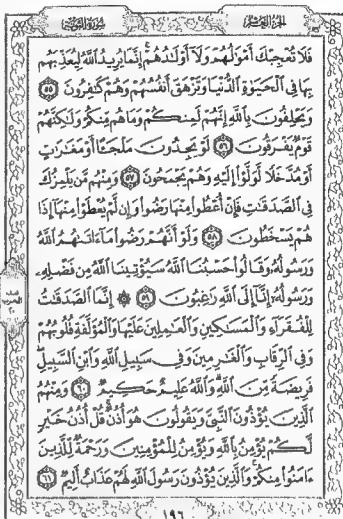 سورة التوبة
الجزء العاشر
فَلَا تُعْجِبْكَ أَمْوَٰلُهُمْ وَلَآ أَوْلَٰدُهُمْ ۚ إِنَّمَا يُرِيدُ ٱللَّهُ لِيُعَذِّبَهُم
بِهَا فِى ٱلْحَيَوٰةِ ٱلدُّنْيَا وَتَزْهَقَ أَنفُسُهُمْ وَهُمْ كَٰفِرُونَ ٥٥
وَيَحْلِفُونَ بِٱللَّهِ إِنَّهُمْ لَمِنكُمْ وَمَا هُم مِّنكُمْ وَلَٰكِنَّهُمْ
قَوْمٌ يَفْرَقُونَ ٥٦ لَوْ يَجِدُونَ مَلْجَـًٔا أَوْ مَغَٰرَٰتٍ
أَوْ مُدَّخَلًا لَّوَلَّوْا۟ إِلَيْهِ وَهُمْ يَجْمَحُونَ ٥٧ وَمِنْهُم مَّن يَلْمِزُكَ
فِى ٱلصَّدَقَٰتِ فَإِنْ أُعْطُوا۟ مِنْهَا رَضُوا۟ وَإِن لَّمْ يُعْطَوْا۟ مِنْهَآ إِذَا
هُمْ يَسْخَطُونَ ٥٨ وَلَوْ أَنَّهُمْ رَضُوا۟ مَآ ءَاتَىٰهُمُ ٱللَّهُ
وَرَسُولُهُۥ وَقَالُوا۟ حَسْبُنَا ٱللَّهُ سَيُؤْتِينَا ٱللَّهُ مِن فَضْلِهِۦ
وَرَسُولُهُۥٓ إِنَّآ إِلَى ٱللَّهِ رَٰغِبُونَ ٥٩ ۞ إِنَّمَا ٱلصَّدَقَٰتُ
لِلْفُقَرَآءِ وَٱلْمَسَٰكِينِ وَٱلْعَٰمِلِينَ عَلَيْهَا وَٱلْمُؤَلَّفَةِ قُلُوبُهُمْ
وَفِى ٱلرِّقَابِ وَٱلْغَٰرِمِينَ وَفِى سَبِيلِ ٱللَّهِ وَٱبْنِ ٱلسَّبِيلِ ۖ
فَرِيضَةً مِّنَ ٱللَّهِ ۗ وَٱللَّهُ عَلِيمٌ حَكِيمٌ ٦٠ وَمِنْهُمُ
ٱلَّذِينَ يُؤْذُونَ ٱلنَّبِىَّ وَيَقُولُونَ هُوَ أُذُنٌ ۚ قُلْ أُذُنُ خَيْرٍ
لَّكُمْ يُؤْمِنُ بِٱللَّهِ وَيُؤْمِنُ لِلْمُؤْمِنِينَ وَرَحْمَةٌ لِّلَّذِينَ
ءَامَنُوا۟ مِنكُمْ ۚ وَٱلَّذِينَ يُؤْذُونَ رَسُولَ ٱللَّهِ لَهُمْ عَذَابٌ أَلِيمٌ ٦١
١٩٦